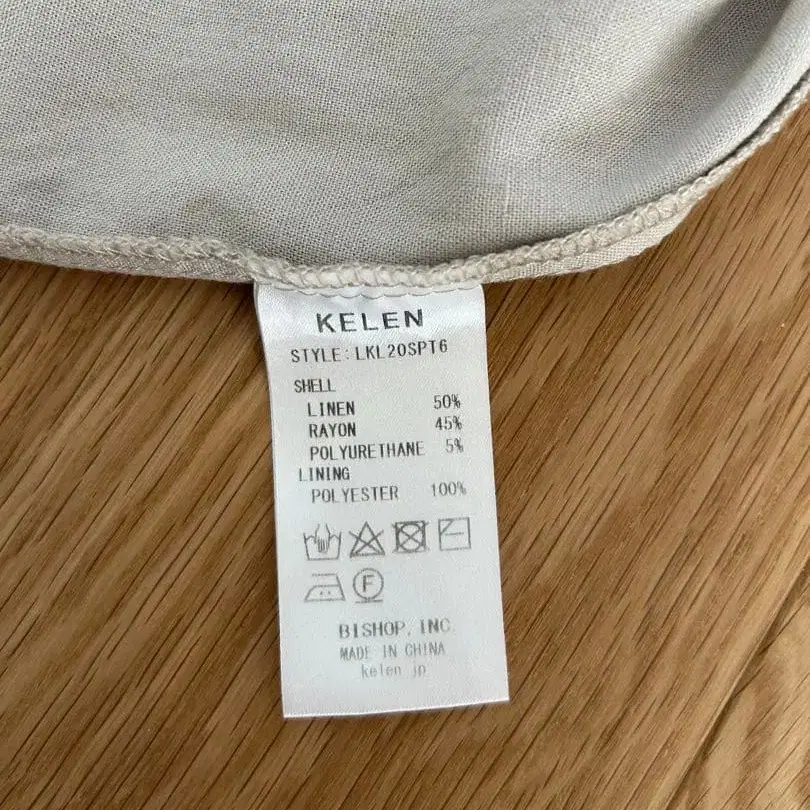 KELEN
STYLE:LKL20SPT6
SHELL
LINEN 50%
RAYON 45%
POLYURETHANE 5%
LINING
POLYESTER 100%
F
BISHOP, INC.
MADE IN CHINA
kelen.jp